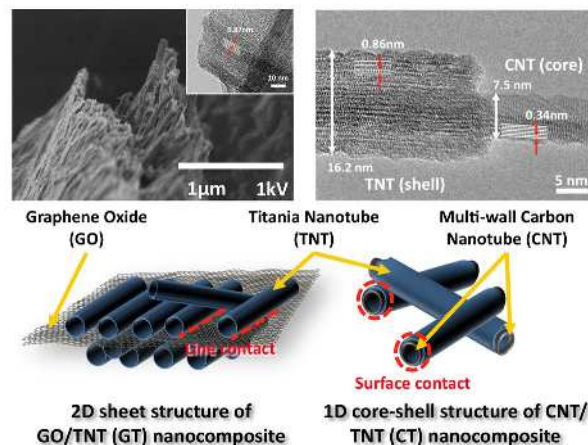 0.87nm
10 nm
1μm 1kV
0.86nm
CNT (core)
7.5 nm
0.34nm
16.2 nm
TNT (shell)
5 nm
Graphene Oxide
(GO)
Titania Nanotube
(TNT)
Multi-wall Carbon
Nanotube (CNT)
Line contact
Surface contact
2D sheet structure of
GO/TNT (GT) nanocomposite
1D core-shell structure of CNT/
TNT (CT) nanocomposite